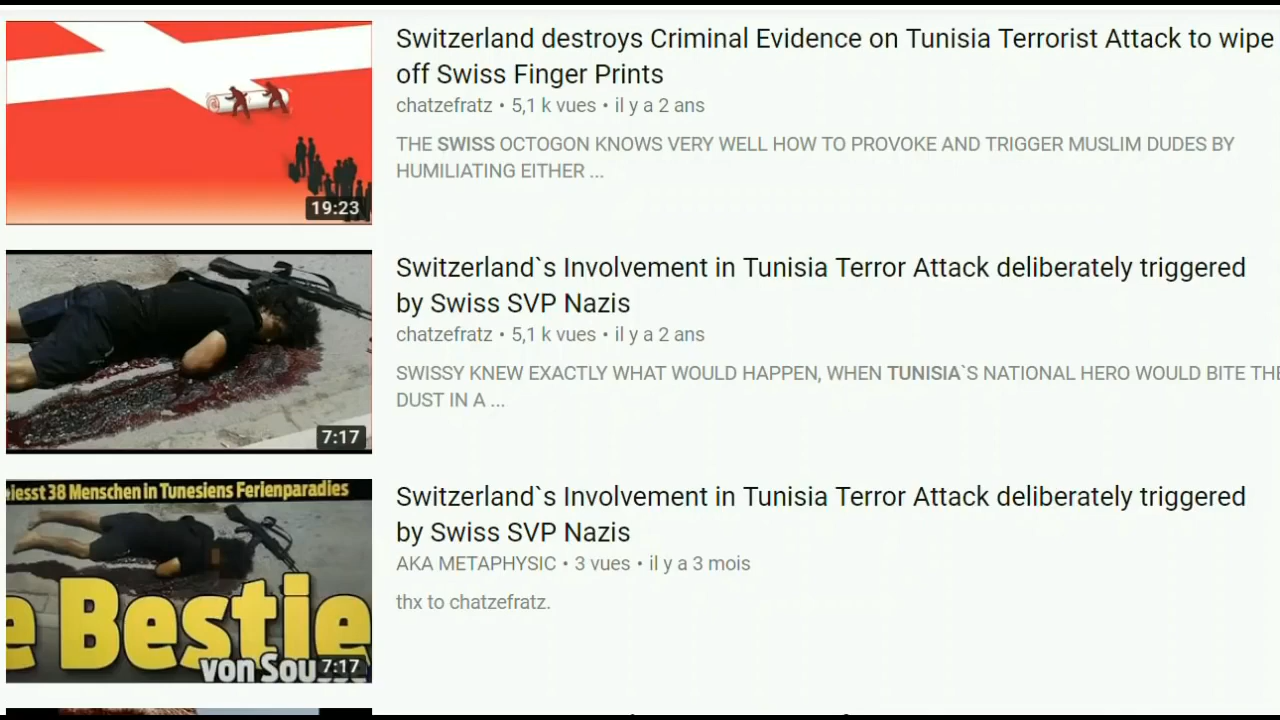 Switzerland destroys Criminal Evidence on Tunisia Terrorist Attack to wipe
off Swiss Finger Prints
chatzefratz • 5,1 k vues • il y a 2 ans
THE SWISS OCTOGON KNOWS VERY WELL HOW TO PROVOKE AND TRIGGER MUSLIM DUDES BY
HUMILIATING EITHER ...
19:23
Switzerland`s Involvement in Tunisia Terror Attack deliberately triggered
by Swiss SVP Nazis
chatzefratz • 5,1 k vues • il y a 2 ans
SWISSY KNEW EXACTLY WHAT WOULD HAPPEN, WHEN TUNISIA`S NATIONAL HERO WOULD BITE THE
DUST IN A ...
7:17
lesst 38 Menschen in Tunesiens Ferienparadies
e Bestie
von Sousse
7:17
Switzerland`s Involvement in Tunisia Terror Attack deliberately triggered
by Swiss SVP Nazis
AKA METAPHYSIC • 3 vues • il y a 3 mois
thx to chatzefratz.